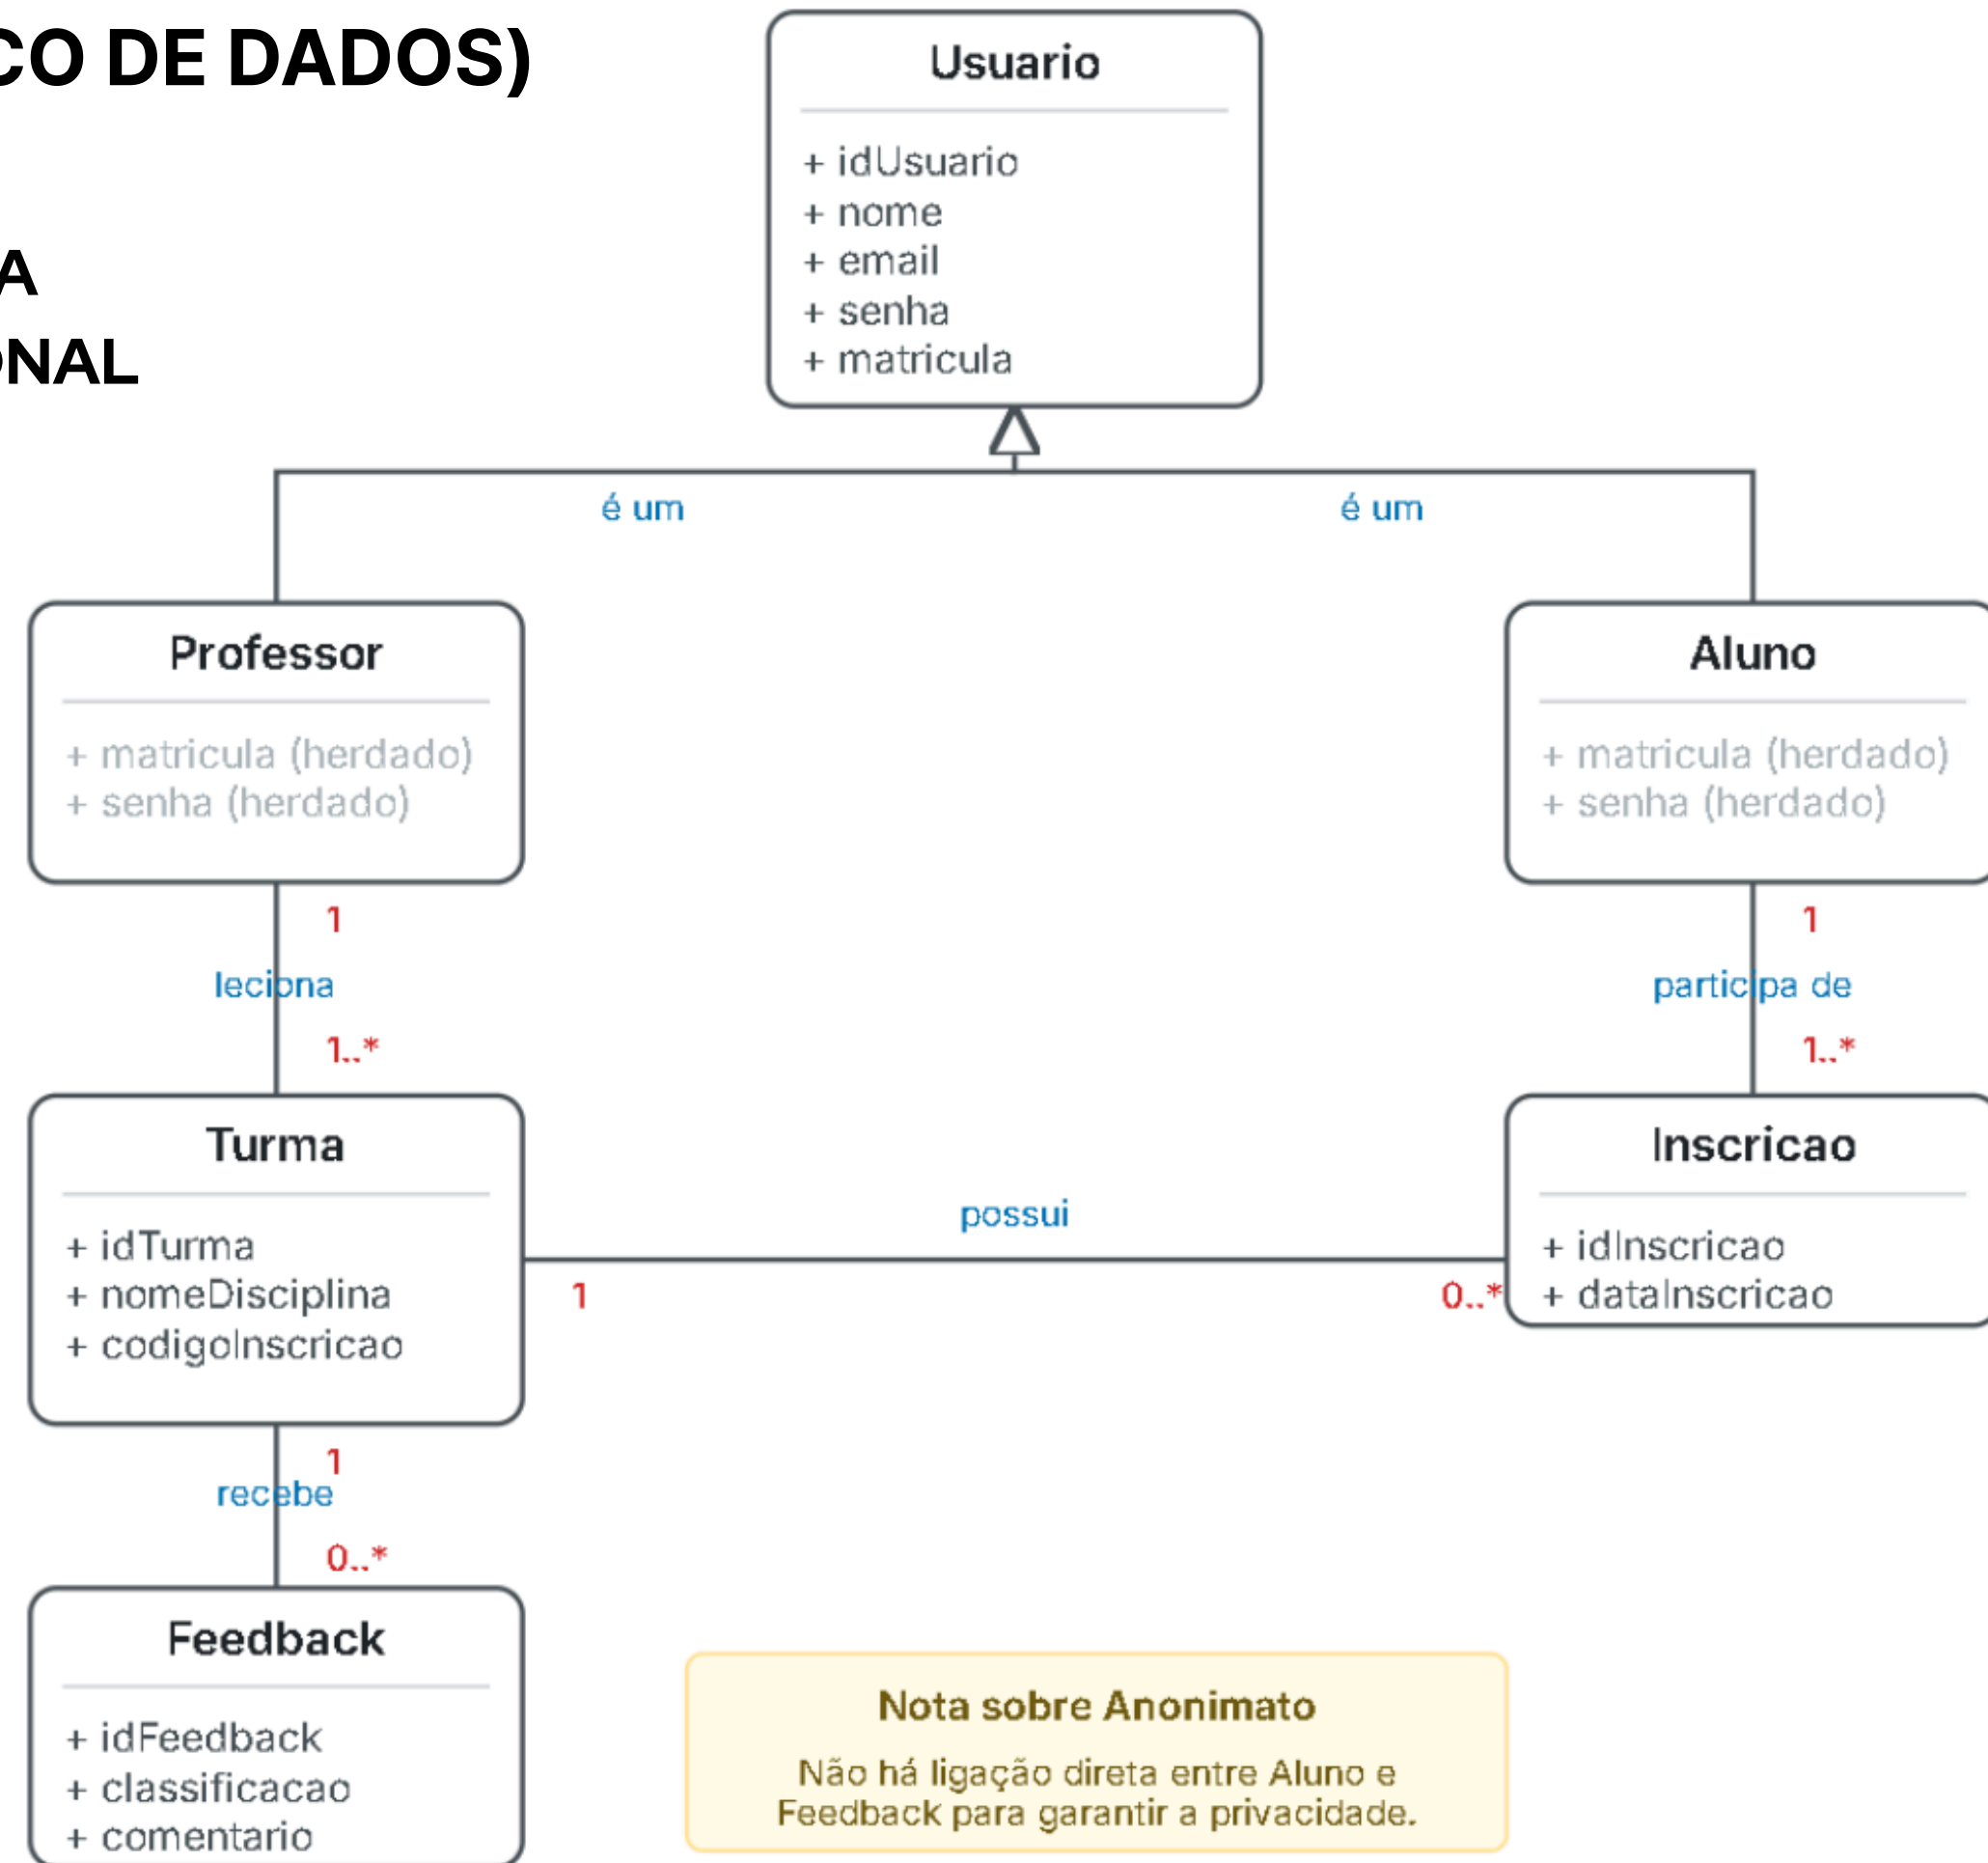 CO DE DADOS)
A
ONAL
Usuario
+ idUsuario
+ nome
+ email
+ senha
+ matricula
é um
é um
Professor
+ matricula (herdado)
+ senha (herdado)
Aluno
+ matricula (herdado)
+ senha (herdado)
1
leciona
1..*
1
participa de
1..*
Turma
+ idTurma
+ nomeDisciplina
+ codigoInscricao
possui
1
0..*
Inscricao
+ idInscricao
+ dataInscricao
1
recebe
0..*
Feedback
+ idFeedback
+ classificacao
+ comentario
Nota sobre Anonimato
Não há ligação direta entre Aluno e
Feedback para garantir a privacidade.